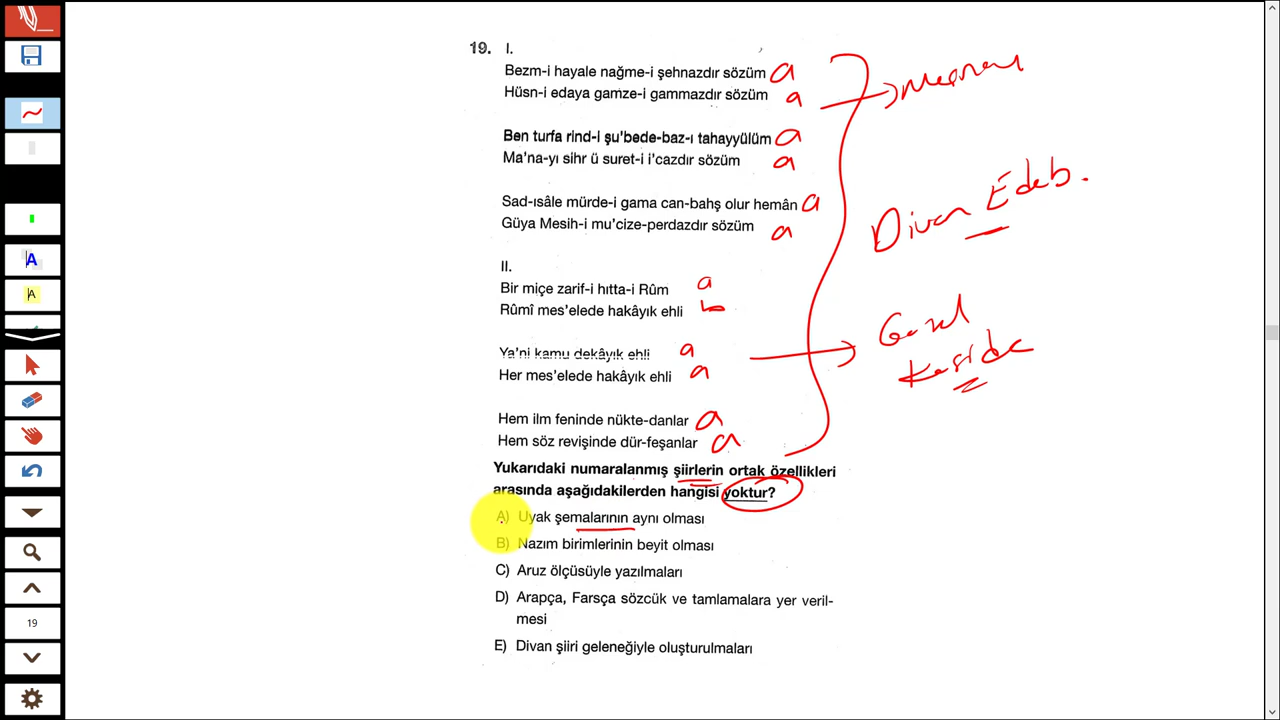 19. I.
Bezm-i hayale nağme-i şehnazdır sözüm a
Hüsn-i edaya gamze-i gammazdır sözüm a
Ben turfa rind-i şu'bede-baz-ı tahayyülüm a
Ma'na-yı sihr ü suret-i i'cazdır sözüm a
Sad-ısâle mürde-i gama can-bahş olur hemân a
Güya Mesih-i mu'cize-perdazdır sözüm a
Divan Edeb.
II.
Bir miçe zarif-i hıtta-i Rûm a
Rûmî mes'elede hakâyık ehli b
Ya'ni kamu dekâyık ehli a
Her mes'elede hakâyık ehli a
Gazel
Kaside
Hem ilm feninde nükte-danlar a
Hem söz revişinde dür-feşanlar a
Yukarıdaki numaralanmış şiirlerin ortak özellikleri
arasında aşağıdakilerden hangisi yoktur?
A) Uyak şemalarının aynı olması
B) Nazım birimlerinin beyit olması
C) Aruz ölçüsüyle yazılmaları
D) Arapça, Farsça sözcük ve tamlamalara yer veril-
mesi
E) Divan şiiri geleneğiyle oluşturulmaları
A
A
19